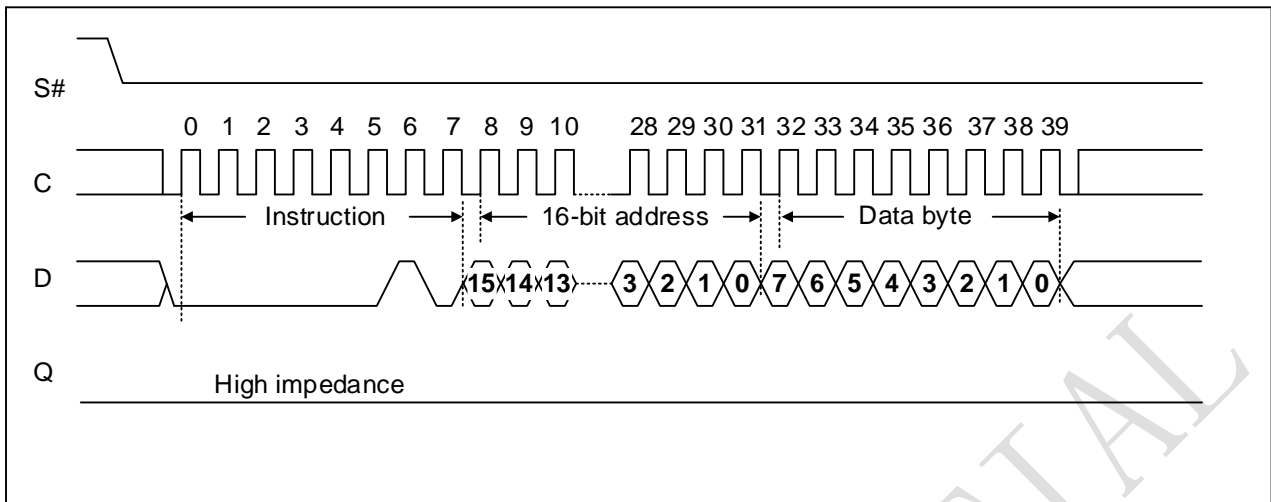 S#
0 1 2 3 4 5 6 7 8 9 10 28 29 30 31 32 33 34 35 36 37 38 39
C
Instruction 16-bit address Data byte
D
15 14 13 3 2 1 0 7 6 5 4 3 2 1 0
Q
High impedance